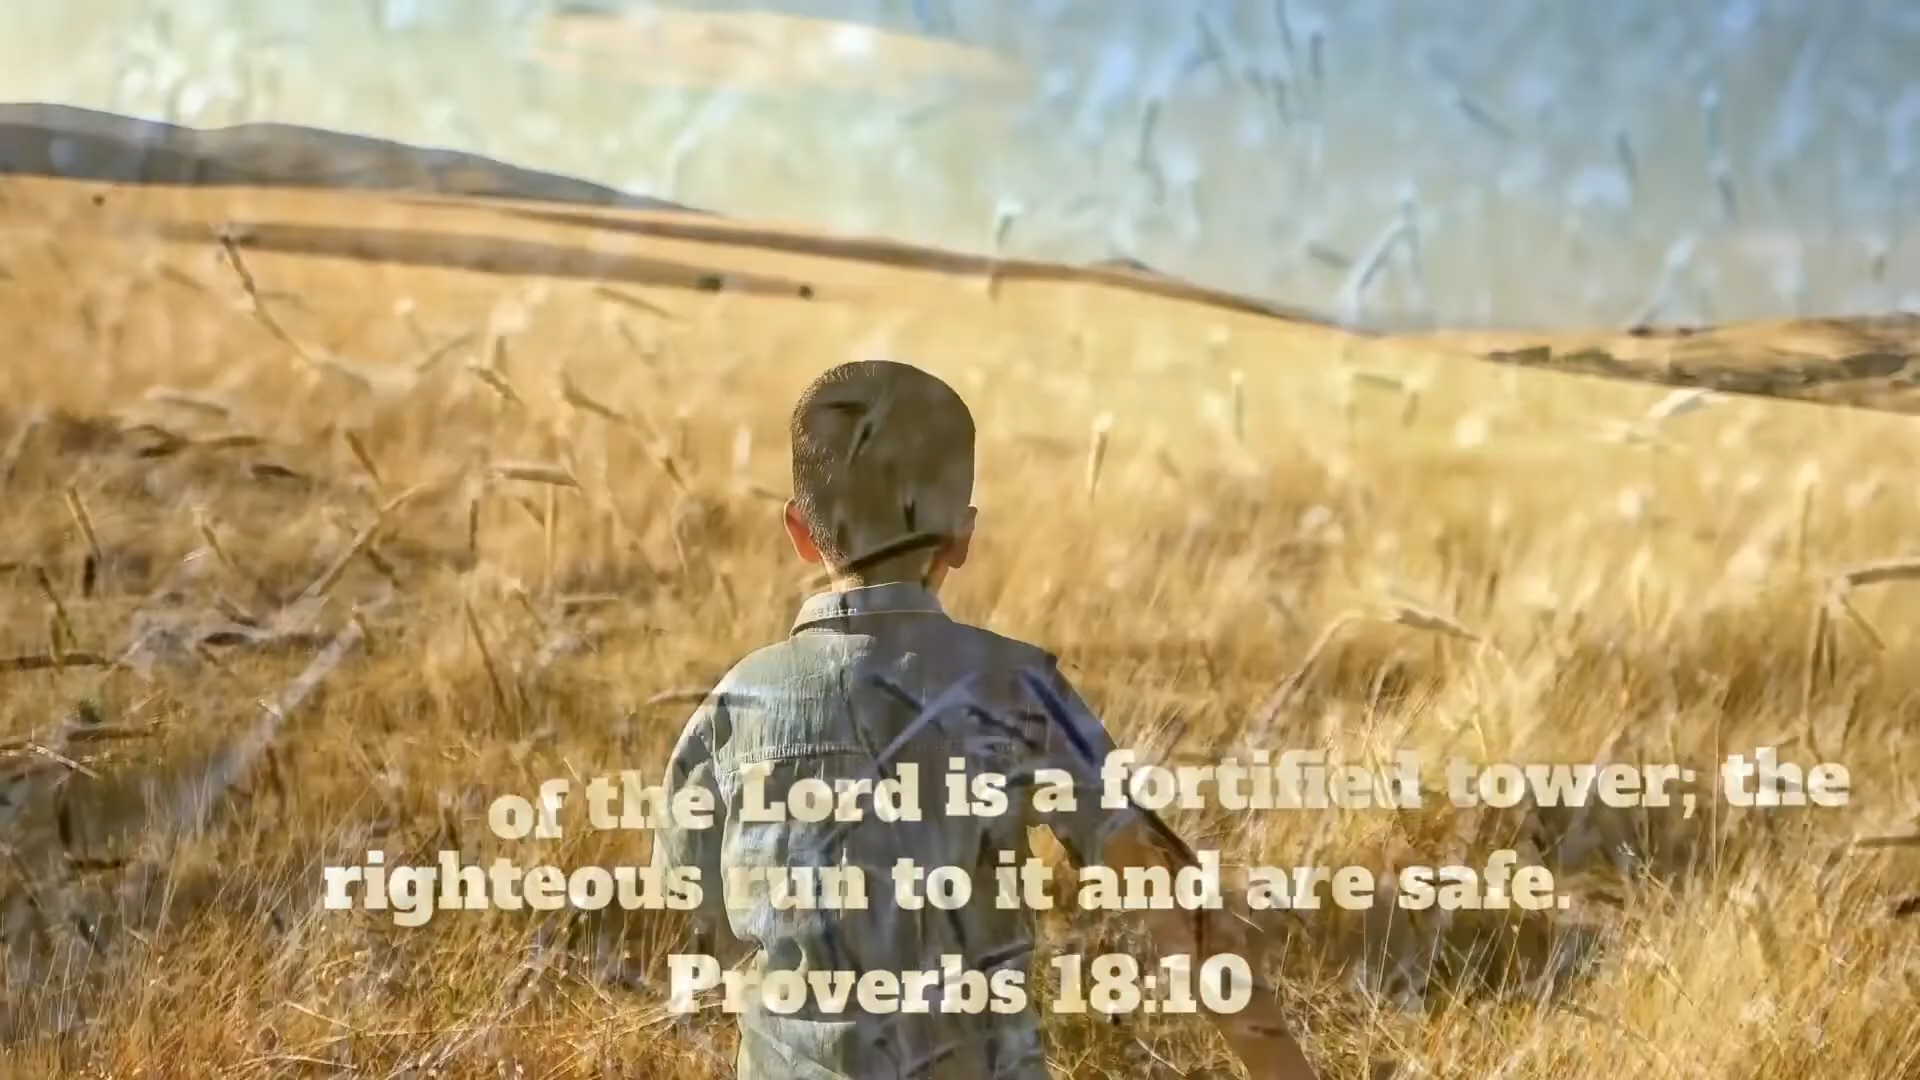 of the Lord is a fortified tower; the
righteous run to it and are safe.
Proverbs 18:10